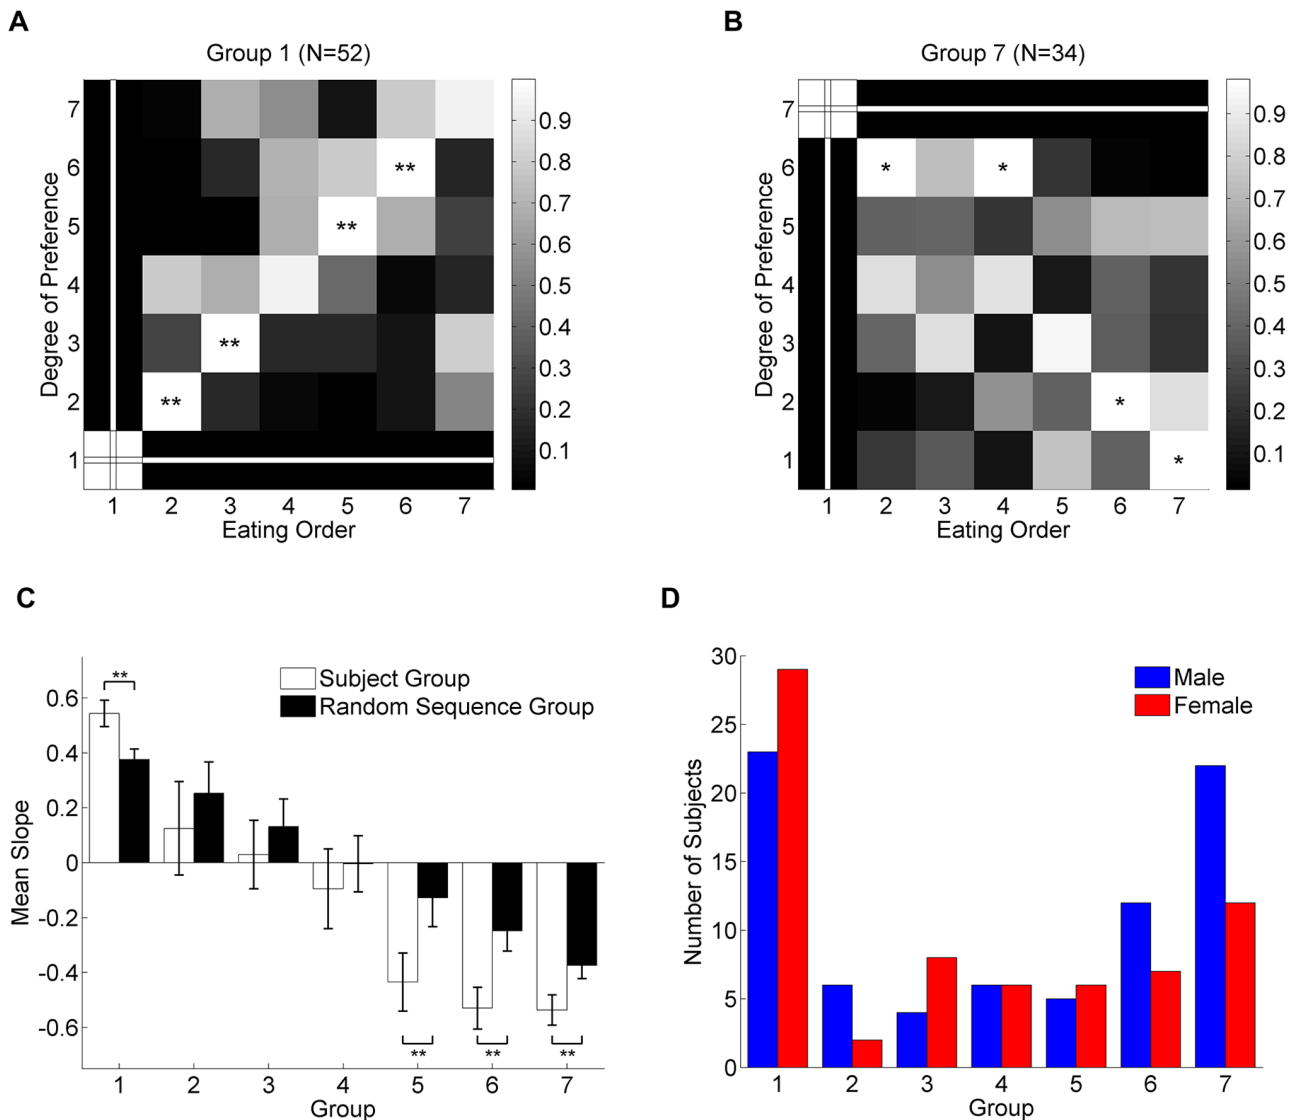 A
Group 1 (N=52)
Degree of Preference
7
6
5
4
3
2
1
** 
**
**
**
1 2 3 4 5 6 7
Eating Order
0.9
0.8
0.7
0.6
0.5
0.4
0.3
0.2
0.1
B
Group 7 (N=34)
Degree of Preference
7
6
5
4
3
2
1
* *
*
*
1 2 3 4 5 6 7
Eating Order
0.9
0.8
0.7
0.6
0.5
0.4
0.3
0.2
0.1
C
Mean Slope
0.6
0.4
0.2
0
-0.2
-0.4
-0.6
**
Subject Group
Random Sequence Group
** ** **
1 2 3 4 5 6 7
Group
D
Number of Subjects
30
25
20
15
10
5
0
Male
Female
1 2 3 4 5 6 7
Group